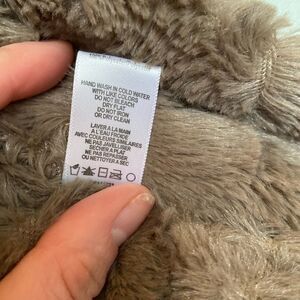 HAND WASH IN COLD WATER
WITH LIKE COLORS
DO NOT BLEACH
DRY FLAT
DO NOT IRON
OR DRY CLEAN
LAVER A LA MAIN
A L'EAU FROIDE
AVEC COULEURS SIMILAIRES
NE PAS JAVELLISER
SECHER A PLAT
NE PAS REPASSER
OU NETTOYER A SEC